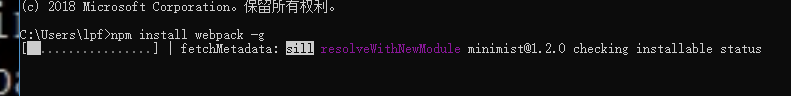 (c) 2018 Microsoft Corporation。保留所有权利。
C:\Users\lpf>npm install webpack -g
[██...............] | fetchMetadata: sill resolveWithNewModule minimist@1.2.0 checking installable status